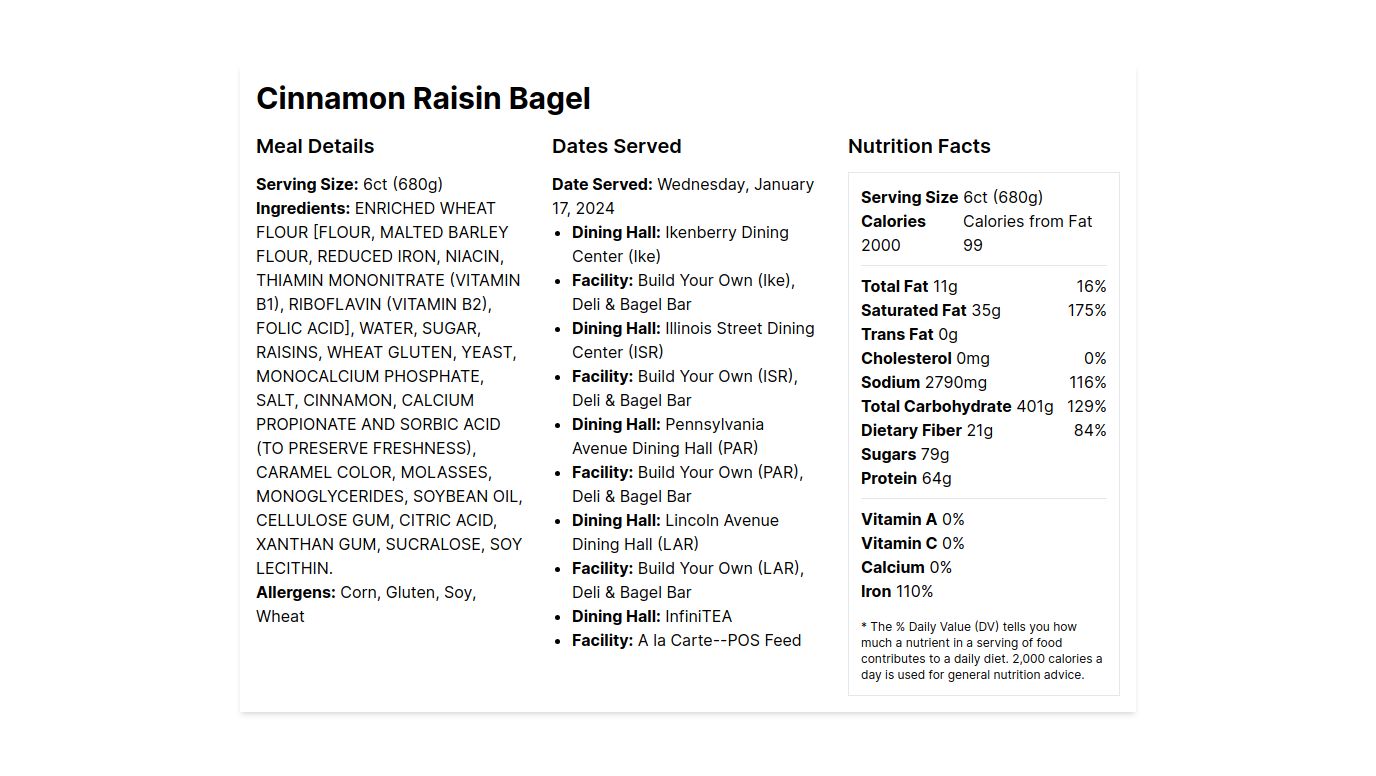 Cinnamon Raisin Bagel
Meal Details
Serving Size: 6ct (680g)
Ingredients: ENRICHED WHEAT
FLOUR [FLOUR, MALTED BARLEY
FLOUR, REDUCED IRON, NIACIN,
THIAMIN MONONITRATE (VITAMIN
B1), RIBOFLAVIN (VITAMIN B2),
FOLIC ACID], WATER, SUGAR,
RAISINS, WHEAT GLUTEN, YEAST,
MONOCALCIUM PHOSPHATE,
SALT, CINNAMON, CALCIUM
PROPIONATE AND SORBIC ACID
(TO PRESERVE FRESHNESS),
CARAMEL COLOR, MOLASSES,
MONOGLYCERIDES, SOYBEAN OIL,
CELLULOSE GUM, CITRIC ACID,
XANTHAN GUM, SUCRALOSE, SOY
LECITHIN.
Allergens: Corn, Gluten, Soy,
Wheat
Dates Served
Date Served: Wednesday, January
17, 2024
• Dining Hall: Ikenberry Dining
Center (Ike)
• Facility: Build Your Own (Ike),
Deli & Bagel Bar
• Dining Hall: Illinois Street Dining
Center (ISR)
• Facility: Build Your Own (ISR),
Deli & Bagel Bar
• Dining Hall: Pennsylvania
Avenue Dining Hall (PAR)
• Facility: Build Your Own (PAR),
Deli & Bagel Bar
• Dining Hall: Lincoln Avenue
Dining Hall (LAR)
• Facility: Build Your Own (LAR),
Deli & Bagel Bar
• Dining Hall: InfiniTEA
• Facility: A la Carte--POS Feed
Nutrition Facts
Serving Size 6ct (680g)
Calories 2000
Calories from Fat 99
Total Fat 11g 16%
Saturated Fat 35g 175%
Trans Fat 0g
Cholesterol 0mg 0%
Sodium 2790mg 116%
Total Carbohydrate 401g 129%
Dietary Fiber 21g 84%
Sugars 79g
Protein 64g
Vitamin A 0%
Vitamin C 0%
Calcium 0%
Iron 110%
* The % Daily Value (DV) tells you how
much a nutrient in a serving of food
contributes to a daily diet. 2,000 calories a
day is used for general nutrition advice.